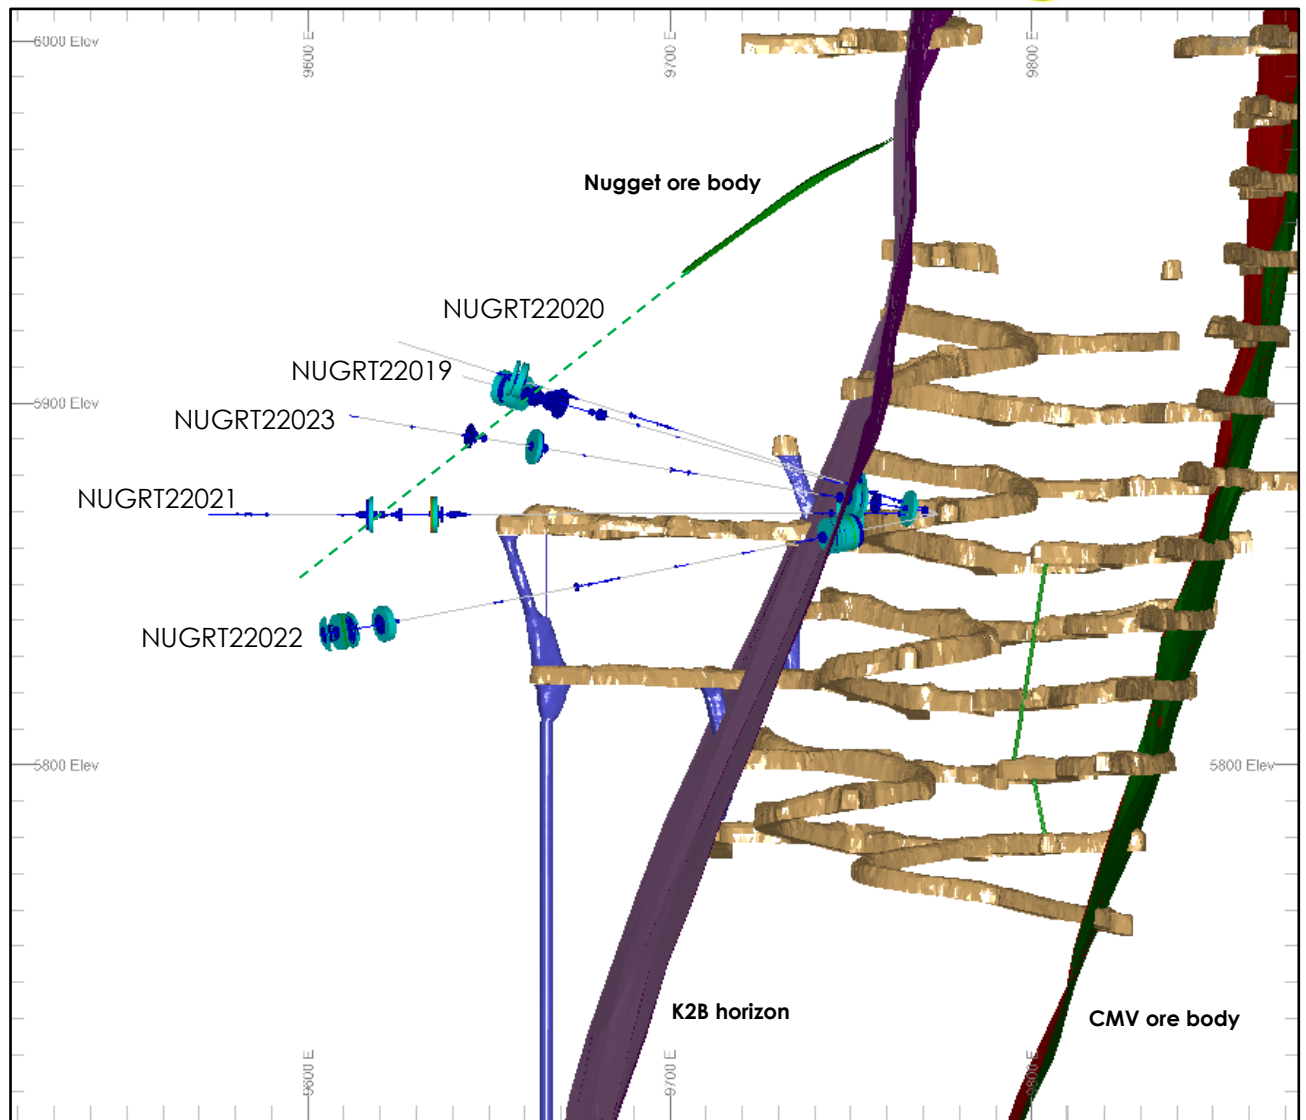 6000 Elev
9600 E
9700 E
9800 E
Nugget ore body
NUGRT22020
NUGRT22019
5900 Elev
NUGRT22023
NUGRT22021
NUGRT22022
5800 Elev
5800 Elev
K2B horizon
CMV ore body
9600 E
9700 E
9800 E